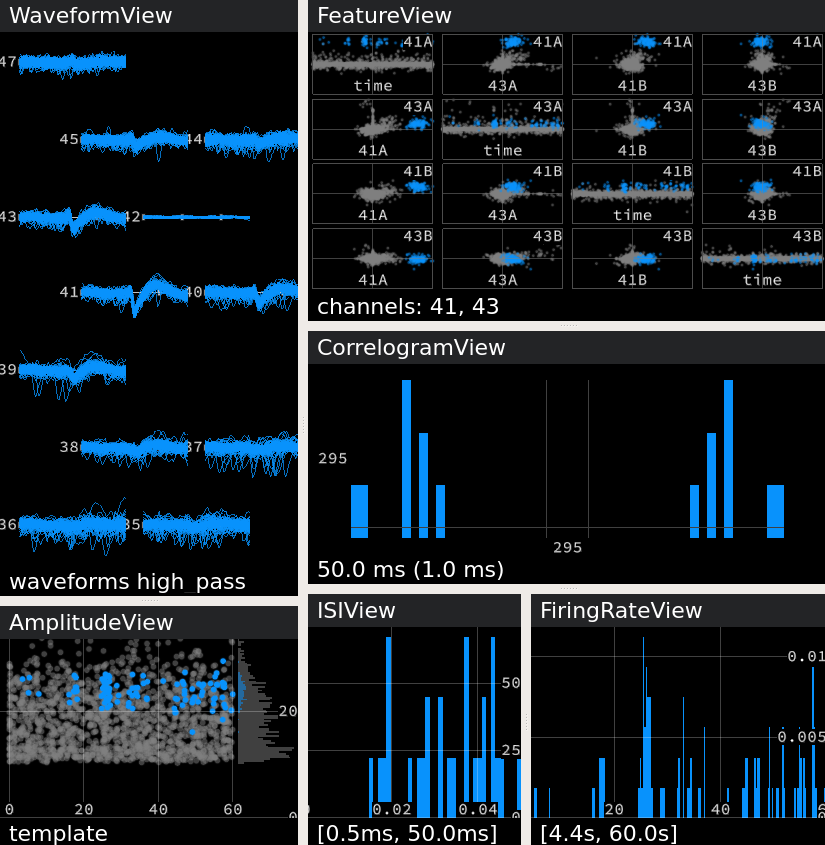 WaveformView
47
45 44
43 42
41 40
39
38 37
36 35
waveforms high_pass
AmplitudeView
20
0 20 40 60 0
template
FeatureView
41A 41A 41A 41A
time 43A 41B 43B
43A 43A 43A 43A
41A time 41B 43B
41B 41B 41B 41B
41A 43A time 43B
43B 43B 43B 43B
41A 43A 41B time
channels: 41, 43
CorrelogramView
295
295
50.0 ms (1.0 ms)
ISIView
50
25
0.02 0.04
[0.5ms, 50.0ms]
FiringRateView
0.01
0.005
20 40
[4.4s, 60.0s]